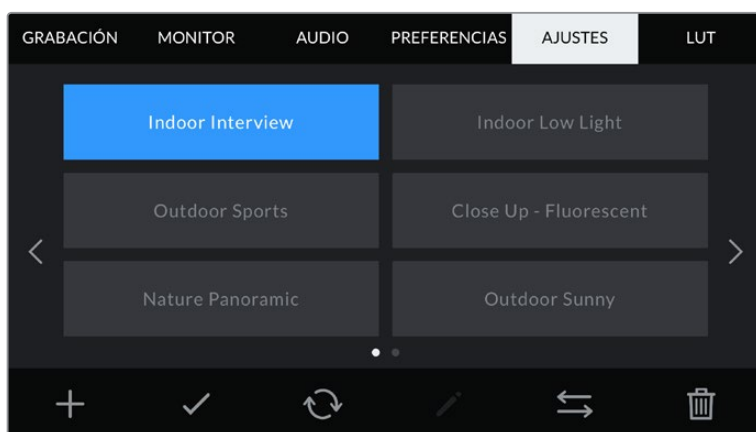 GRABACIÓN MONITOR AUDIO PREFERENCIAS AJUSTES LUT
Indoor Interview Indoor Low Light
Outdoor Sports Close Up - Fluorescent
Nature Panoramic Outdoor Sunny